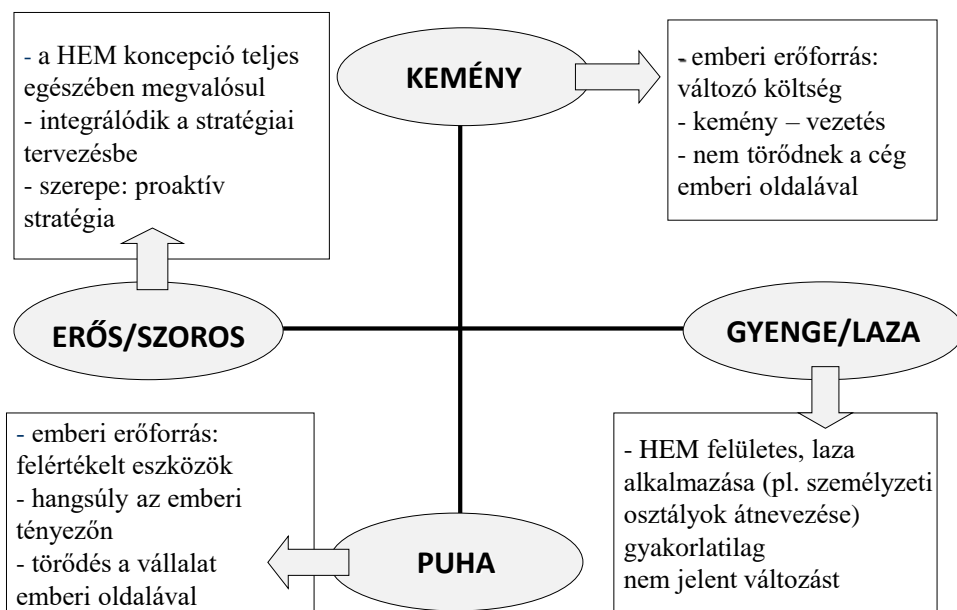 - a HEM koncepció teljes
egészében megvalósul
- integrálódik a stratégiai
tervezésbe
- szerepe: proaktív
stratégia
KEMÉNY
- emberi erőforrás:
változó költség
- kemény – vezetés
- nem törődnek a cég
emberi oldalával
ERŐS/SZOROS
GYENGE/LAZA
- emberi erőforrás:
felértékelt eszközök
- hangsúly az emberi
tényezőn
- törődés a vállalat
emberi oldalával
PUHA
- HEM felületes, laza
alkalmazása (pl. személyzeti
osztályok átnevezése)
gyakorlatilag
nem jelent változást